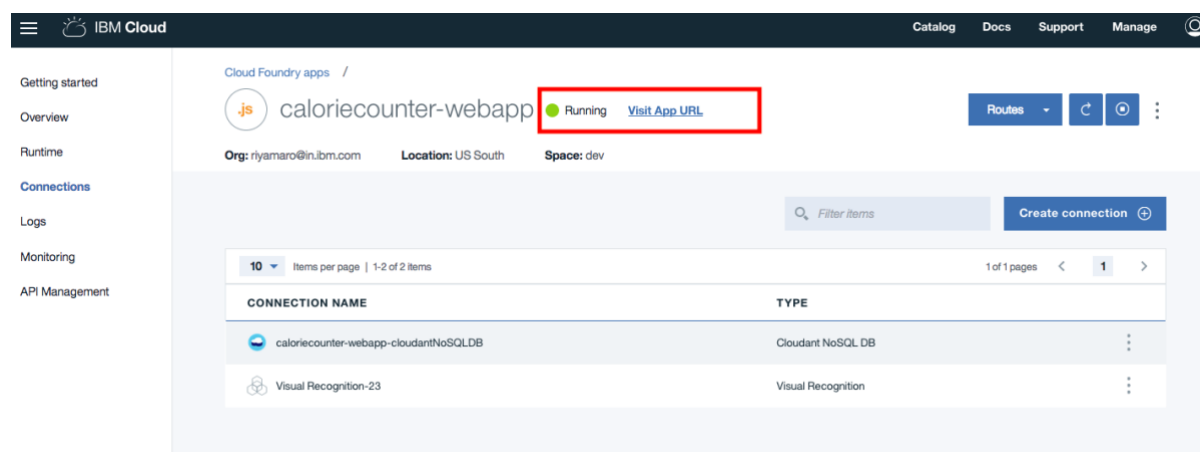 IBM Cloud Catalog Docs Support Manage
Getting started
Overview
Runtime
Connections
Logs
Monitoring
API Management
Cloud Foundry apps /
.js caloriecounter-webapp Running Visit App URL Routes
Org: riyamaro@in.ibm.com Location: US South Space: dev
Filter items Create connection
10 Items per page | 1-2 of 2 items 1 of 1 pages < 1 >
CONNECTION NAME TYPE
caloriecounter-webapp-cloudantNoSQLDB Cloudant NoSQL DB
Visual Recognition-23 Visual Recognition